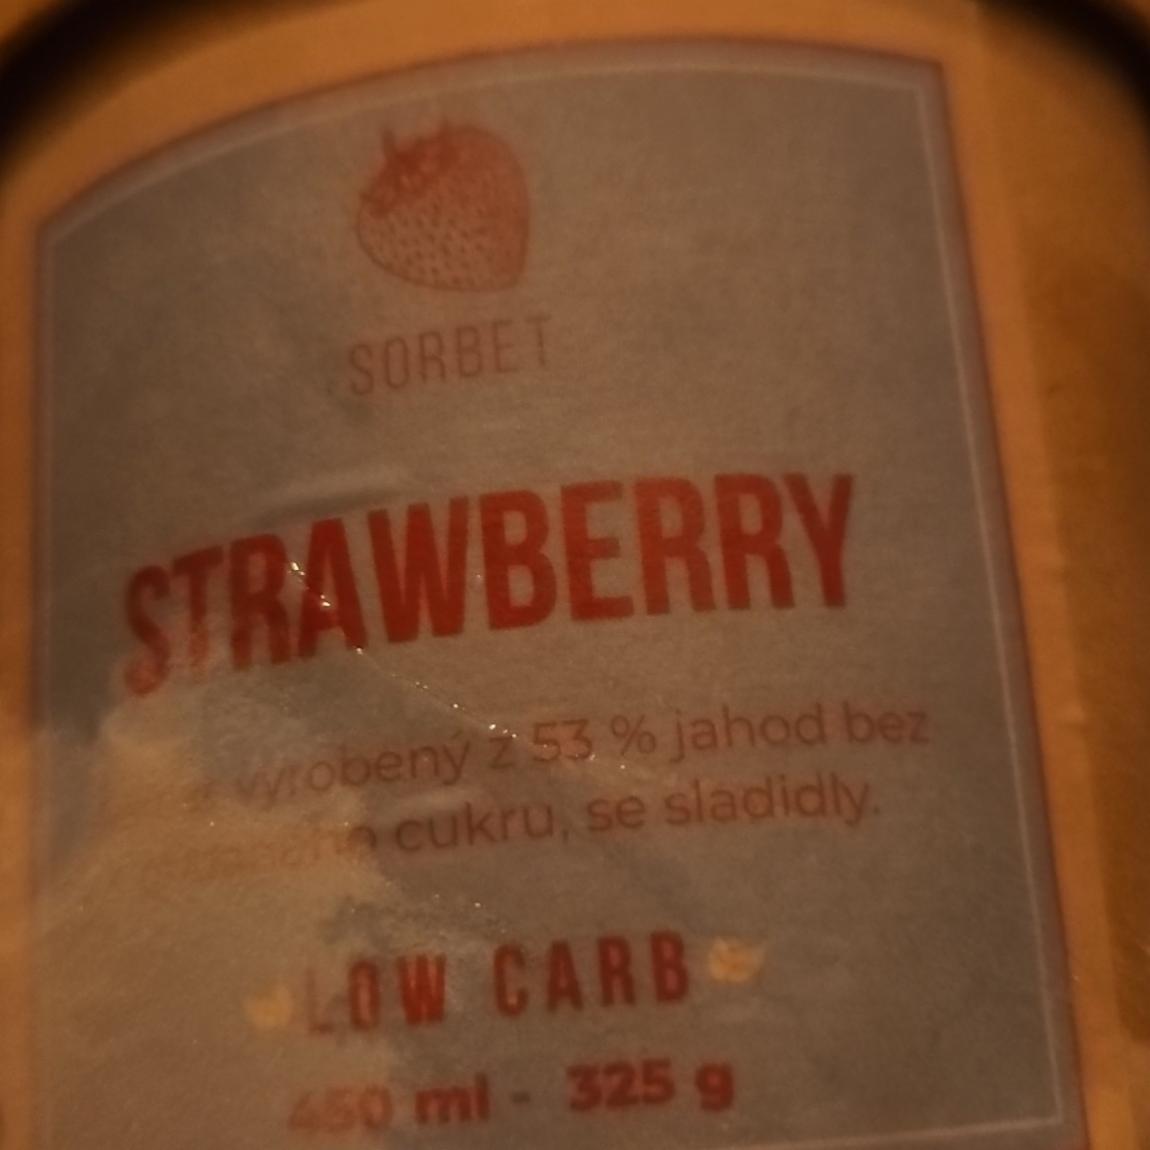 SORBET
STRAWBERRY
vyrobený z 53 % jahod bez
cukru, se sladidly.
LOW CARB
450 ml - 325 g